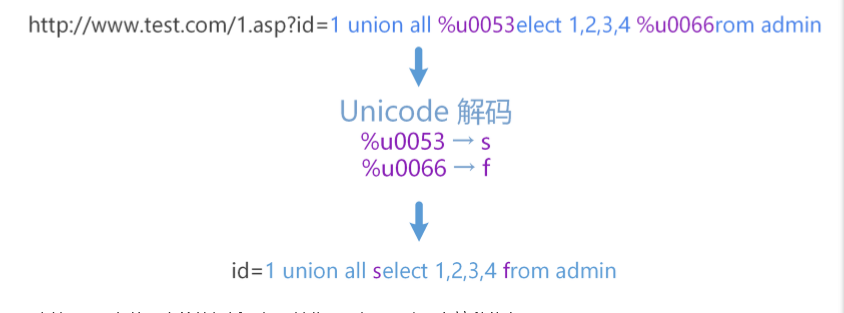 http://www.test.com/1.asp?id=1 union all %u0053elect 1,2,3,4 %u0066rom admin
Unicode 解码
%u0053 → s
%u0066 → f
id=1 union all select 1,2,3,4 from admin